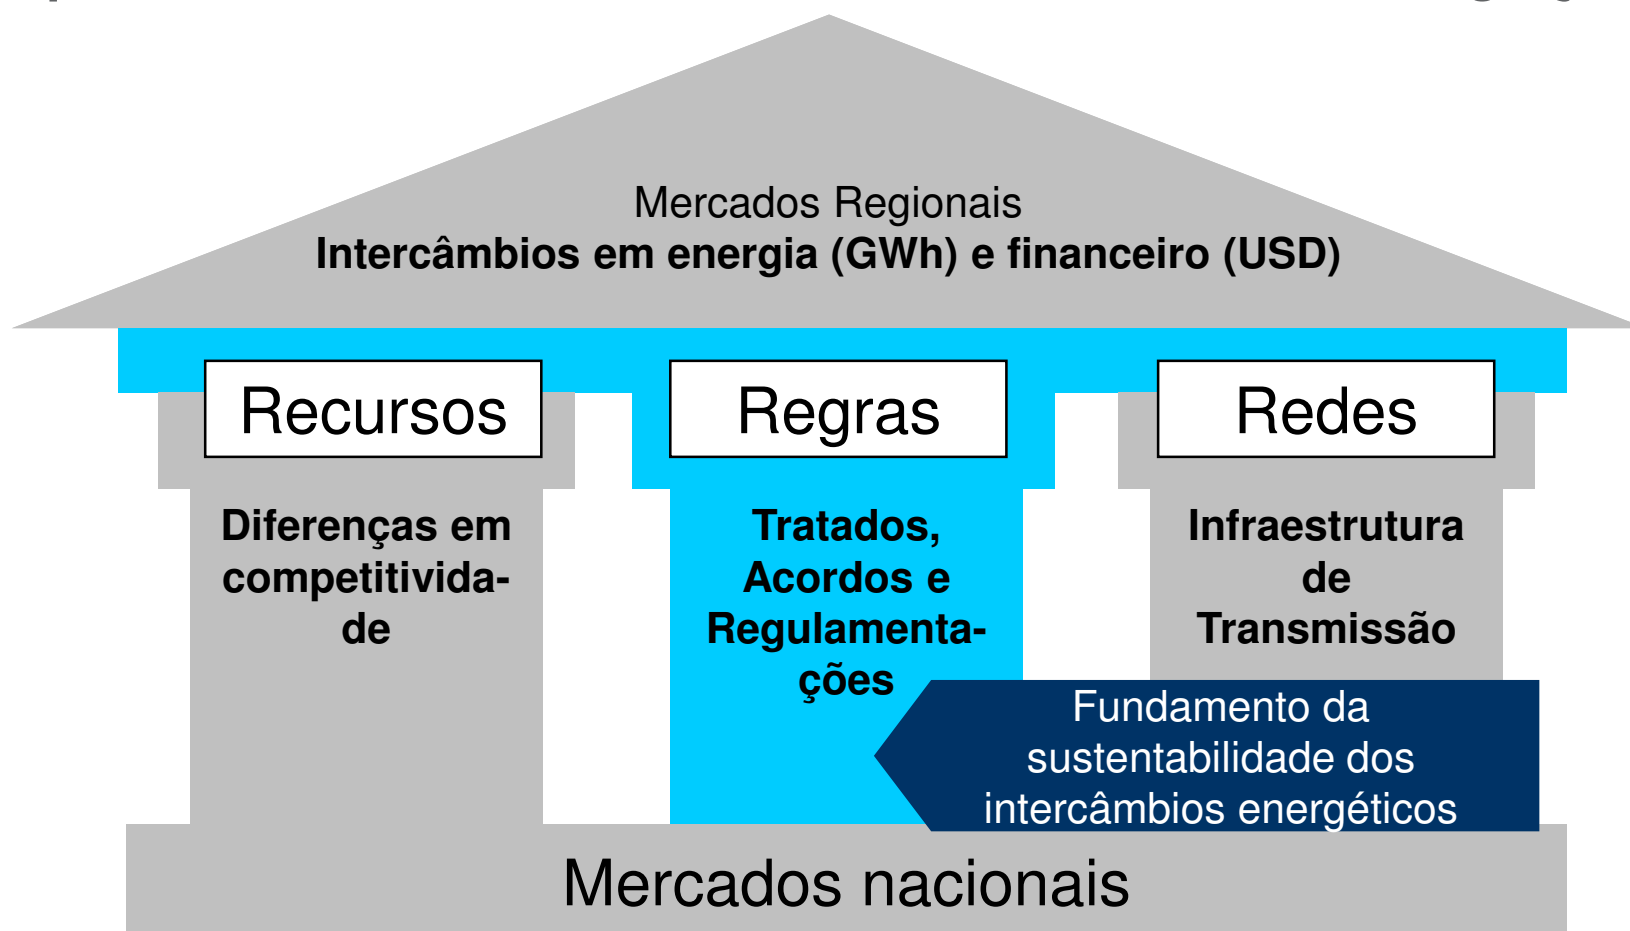 Mercados Regionais
Intercâmbios em energia (GWh) e financeiro (USD)
Recursos
Regras
Redes
Diferenças em
competitivida-
de
Tratados,
Acordos e
Regulamenta-
ções
Infraestrutura
de
Transmissão
Fundamento da
sustentabilidade dos
intercâmbios energéticos
Mercados nacionais